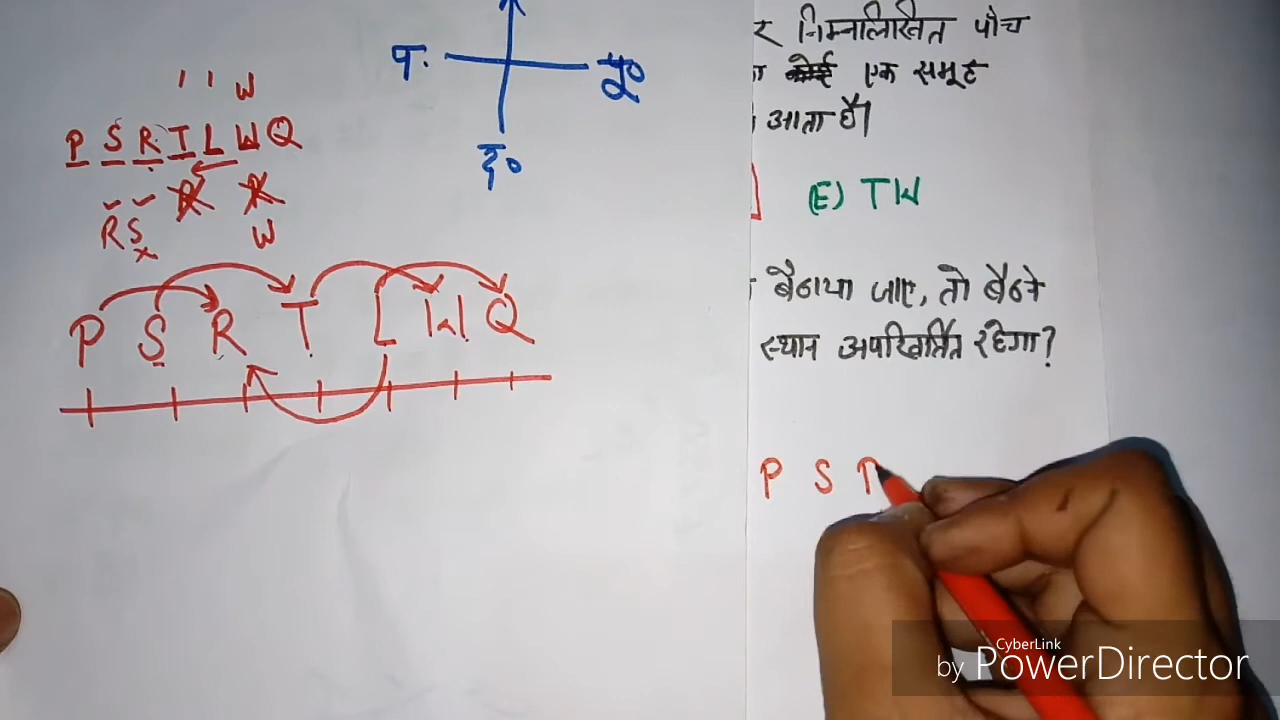 प. पू०
द०
W
P S R T L W Q
R R
R S W
P S R T L W Q
र निम्नलिखित पाँच
एक समूह
आता है।
(E) TW
बैठाया जाए, तो बैठने
स्थान अपरिवर्तित रहेगा?
P S
CyberLink
by PowerDirector